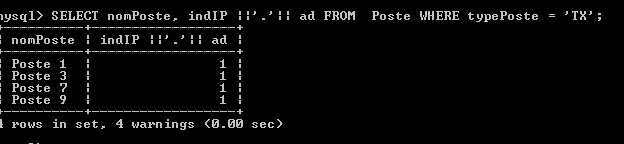 mysql> SELECT nomPoste, indIP ||'.'|| ad FROM  Poste WHERE typePoste = 'TX';
+----------+-------------------+
| nomPoste | indIP ||'.'|| ad |
+----------+-------------------+
| Poste 1 | 1 |
| Poste 3 | 1 |
| Poste 7 | 1 |
| Poste 9 | 1 |
+----------+-------------------+
4 rows in set, 4 warnings (0.00 sec)